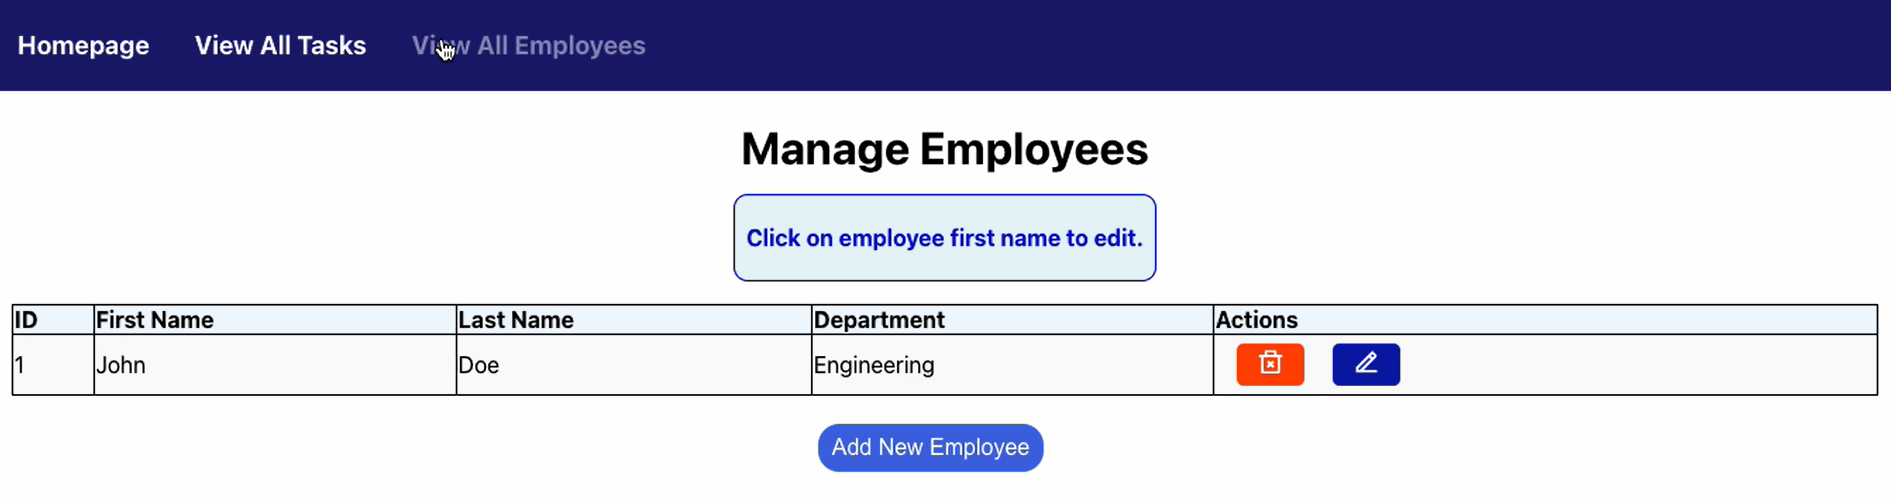 Homepage View All Tasks View All Employees
Manage Employees
Click on employee first name to edit.
ID First Name Last Name Department Actions
1 John Doe Engineering
Add New Employee